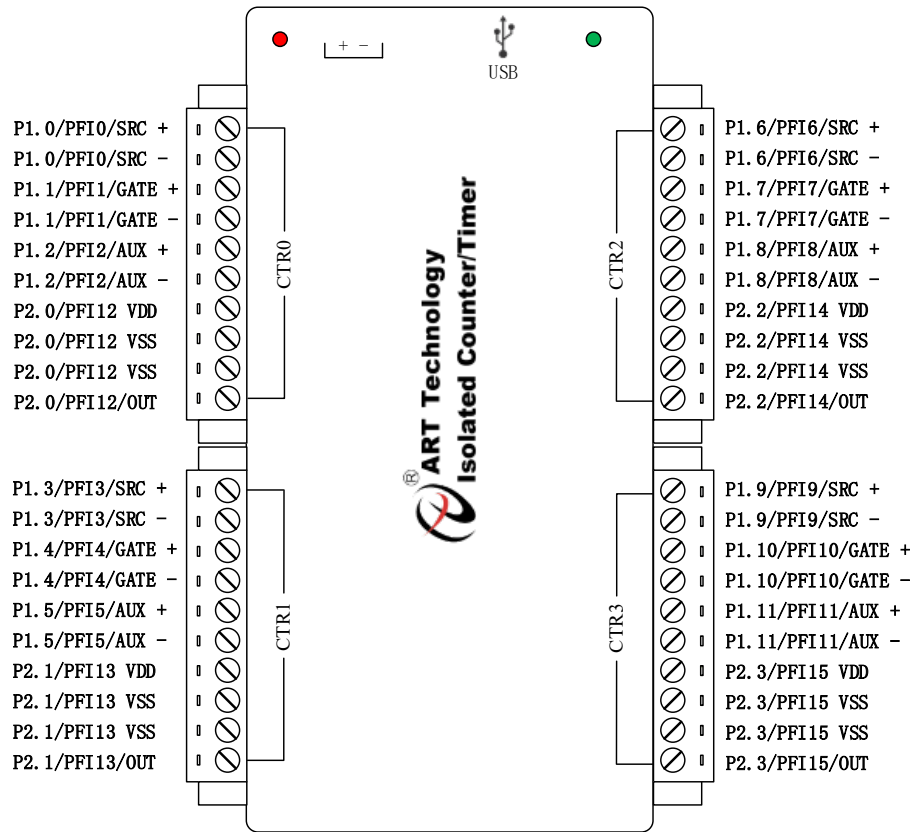 + -
USB
P1.0/PFI0/SRC +
P1.0/PFI0/SRC -
P1.1/PFI1/GATE +
P1.1/PFI1/GATE -
P1.2/PFI2/AUX +
P1.2/PFI2/AUX -
P2.0/PFI12 VDD
P2.0/PFI12 VSS
P2.0/PFI12 VSS
P2.0/PFI12/OUT
CTR0
P1.3/PFI3/SRC +
P1.3/PFI3/SRC -
P1.4/PFI4/GATE +
P1.4/PFI4/GATE -
P1.5/PFI5/AUX +
P1.5/PFI5/AUX -
P2.1/PFI13 VDD
P2.1/PFI13 VSS
P2.1/PFI13 VSS
P2.1/PFI13/OUT
CTR1
® ART Technology
Isolated Counter/Timer
CTR2
P1.6/PFI6/SRC +
P1.6/PFI6/SRC -
P1.7/PFI7/GATE +
P1.7/PFI7/GATE -
P1.8/PFI8/AUX +
P1.8/PFI8/AUX -
P2.2/PFI14 VDD
P2.2/PFI14 VSS
P2.2/PFI14 VSS
P2.2/PFI14/OUT
CTR3
P1.9/PFI9/SRC +
P1.9/PFI9/SRC -
P1.10/PFI10/GATE +
P1.10/PFI10/GATE -
P1.11/PFI11/AUX +
P1.11/PFI11/AUX -
P2.3/PFI15 VDD
P2.3/PFI15 VSS
P2.3/PFI15 VSS
P2.3/PFI15/OUT